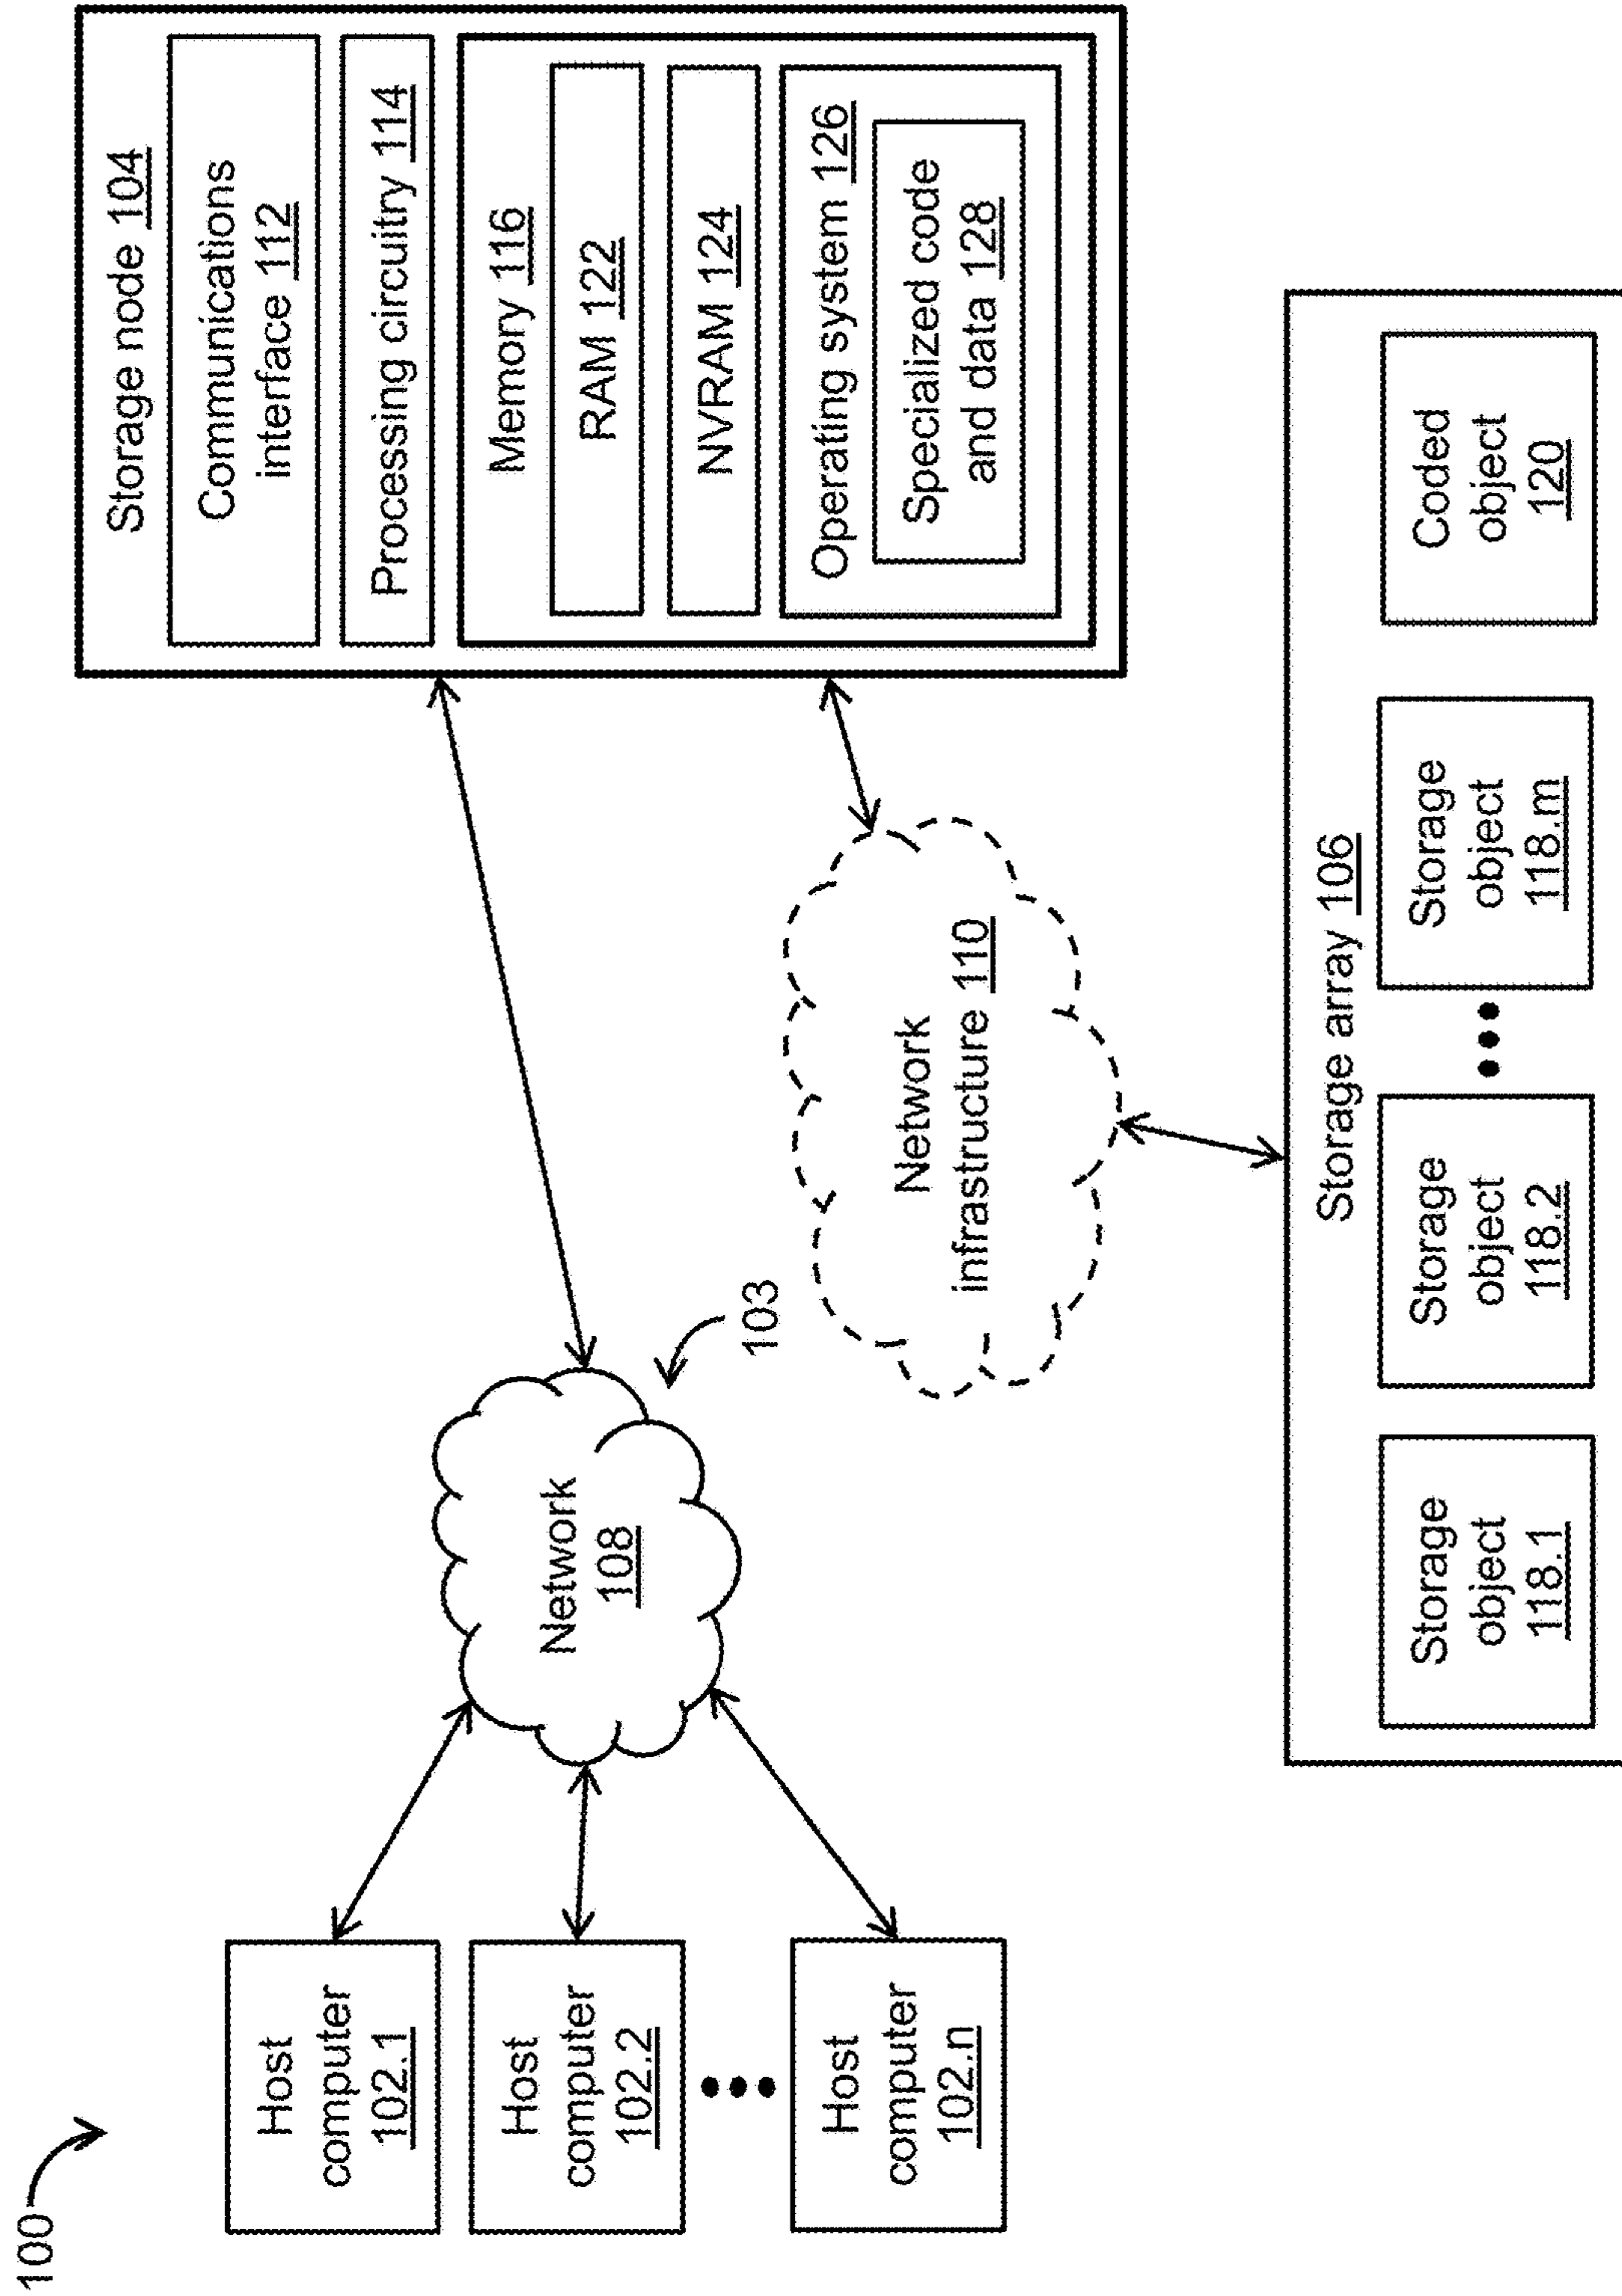 100
Host
computer
102.1
Host
computer
102.2
Host
computer
102.n
Network
108
103
Storage node 104
Communications
interface 112
Processing circuitry 114
Memory 116
RAM 122
NVRAM 124
Operating system 126
Specialized code
and data 128
Network
infrastructure 110
Storage array 106
Storage
object
118.1
Storage
object
118.2
Storage
object
118.m
Coded
object
120